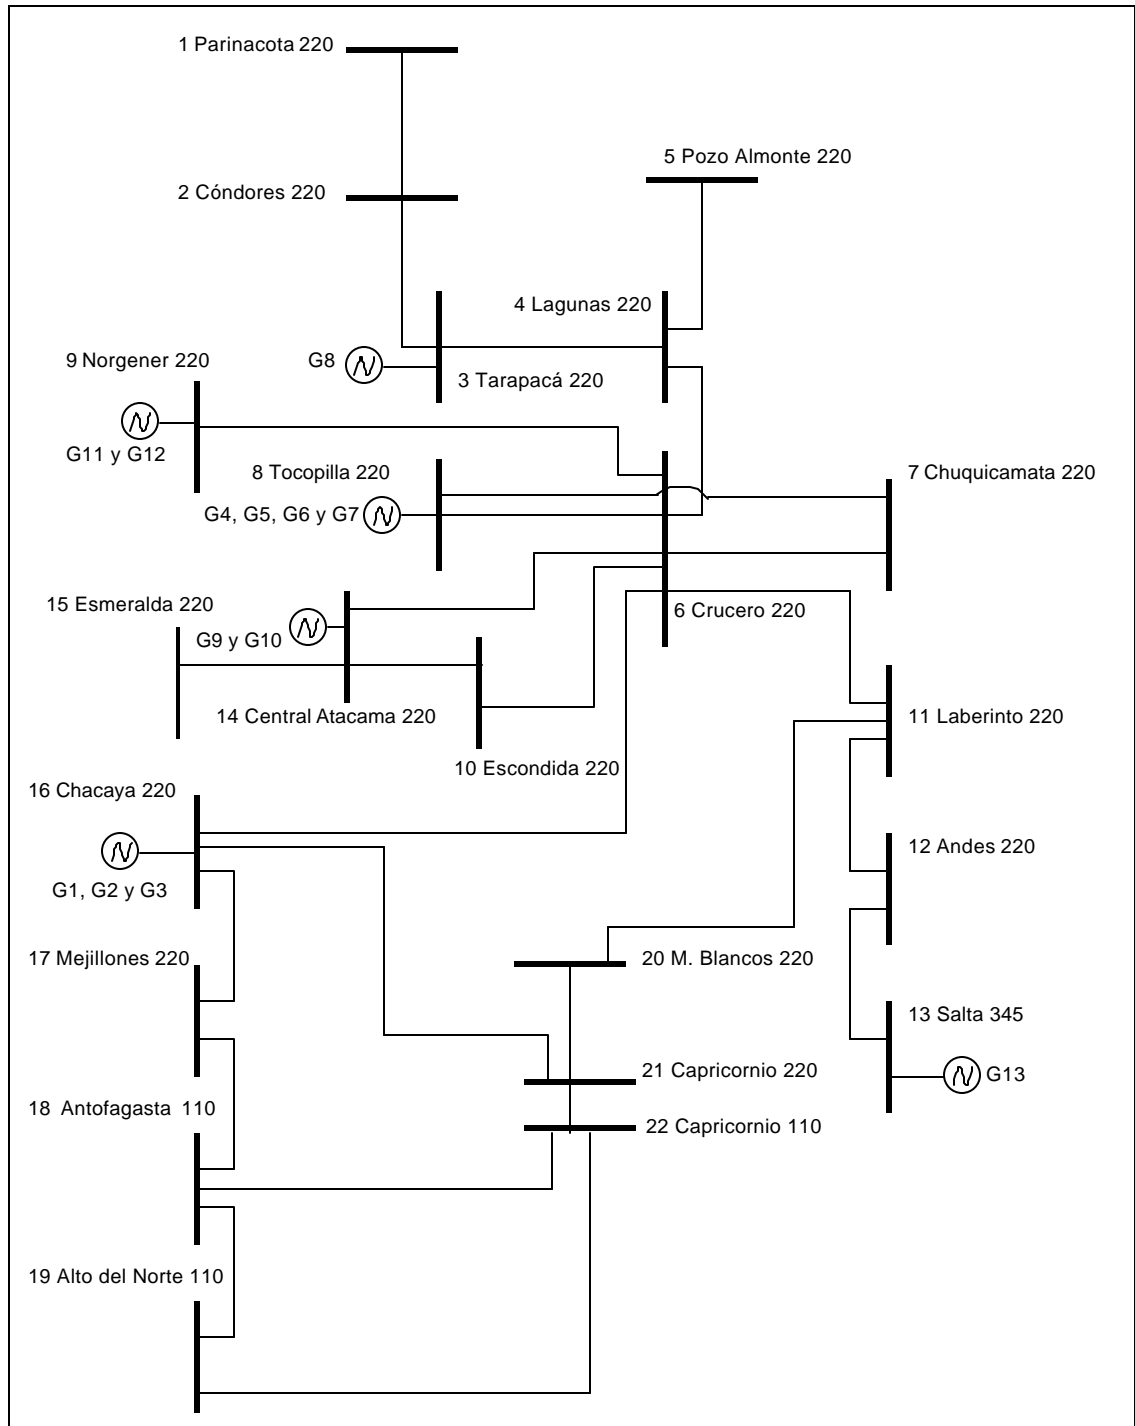 1 Parinacota 220
5 Pozo Almonte 220
2 Cóndores 220
4 Lagunas 220
9 Norgener 220
G8
3 Tarapacá 220
G11 y G12
8 Tocopilla 220
7 Chuquicamata 220
G4, G5, G6 y G7
15 Esmeralda 220
6 Crucero 220
G9 y G10
14 Central Atacama 220
11 Laberinto 220
10 Escondida 220
16 Chacaya 220
12 Andes 220
G1, G2 y G3
17 Mejillones 220
20 M. Blancos 220
13 Salta 345
21 Capricornio 220
G13
18 Antofagasta 110
22 Capricornio 110
19 Alto del Norte 110